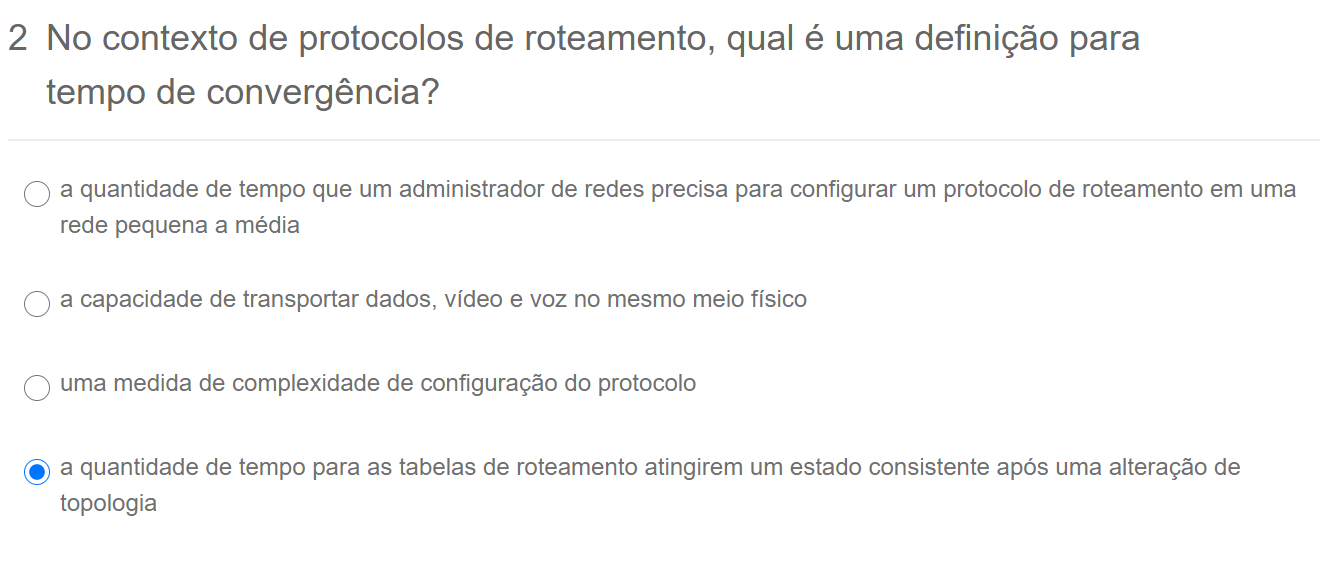 2 No contexto de protocolos de roteamento, qual é uma definição para
tempo de convergência?
a quantidade de tempo que um administrador de redes precisa para configurar um protocolo de roteamento em uma
rede pequena a média
a capacidade de transportar dados, vídeo e voz no mesmo meio físico
uma medida de complexidade de configuração do protocolo
a quantidade de tempo para as tabelas de roteamento atingirem um estado consistente após uma alteração de
topologia